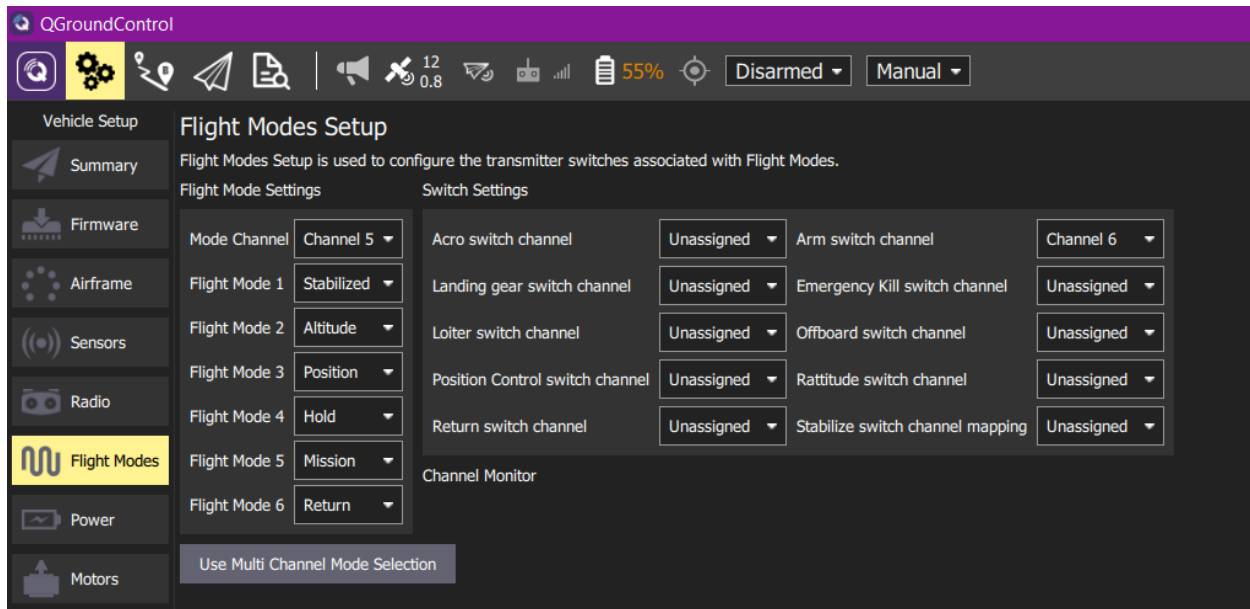 QGroundControl
12
0.8
55%
Disarmed
Manual
Vehicle Setup
Summary
Firmware
Airframe
Sensors
Radio
Flight Modes
Power
Motors
Flight Modes Setup
Flight Modes Setup is used to configure the transmitter switches associated with Flight Modes.
Flight Mode Settings
Mode Channel Channel 5
Flight Mode 1 Stabilized
Flight Mode 2 Altitude
Flight Mode 3 Position
Flight Mode 4 Hold
Flight Mode 5 Mission
Flight Mode 6 Return
Use Multi Channel Mode Selection
Switch Settings
Acro switch channel Unassigned Arm switch channel Channel 6
Landing gear switch channel Unassigned Emergency Kill switch channel Unassigned
Loiter switch channel Unassigned Offboard switch channel Unassigned
Position Control switch channel Unassigned Rattitude switch channel Unassigned
Return switch channel Unassigned Stabilize switch channel mapping Unassigned
Channel Monitor